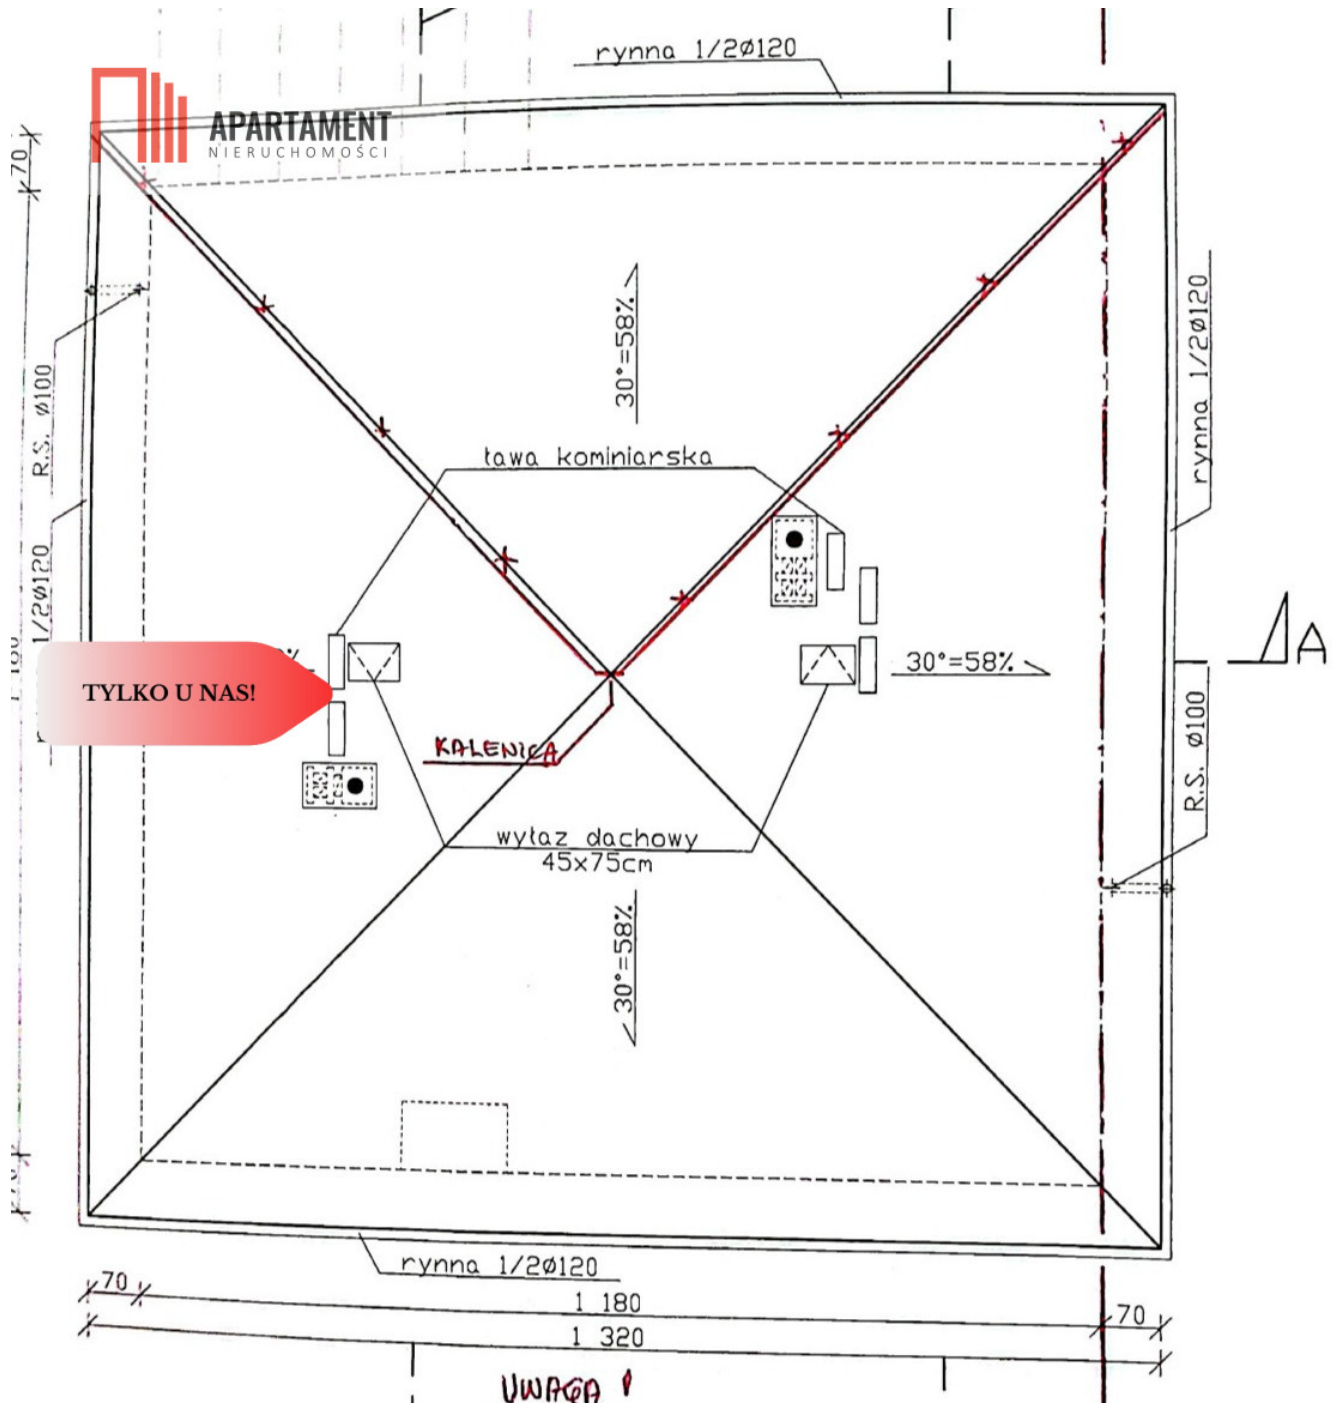 rynna 1/2ø120
APARTAMENT
NIERUCHOMOŚCI
70
30°=58%
rynna 1/2ø120
R.S. ø100
ława kominiarska
1/2ø120
A
30°=58%
TYLKO U NAS!
R.S. ø100
KALENICA
wyłaz dachowy
45x75cm
30°=58%
rynna 1/2ø120
70
1 180
70
1 320
UWAGA !